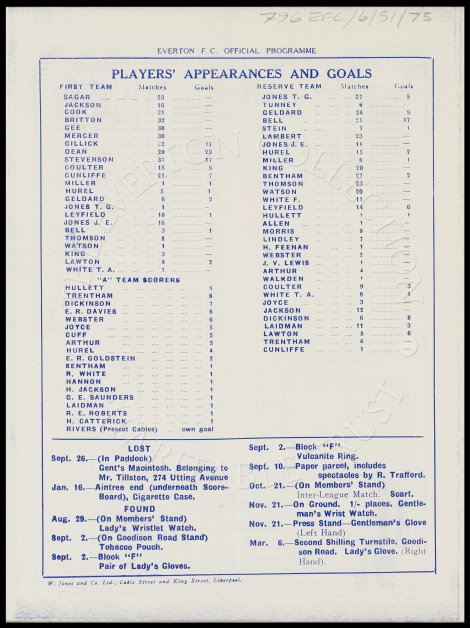 796 EFC/6/51/75
EVERTON F.C. OFFICIAL PROGRAMME
PLAYERS' APPEARANCES AND GOALS
FIRST TEAM Matches Goals
SAGAR ... 28 —
JACKSON ... 16 —
COOK ... 31 —
BRITTON ... 32 —
GEE ... 30 —
MERCER ... 30 —
GILLICK ... 32 11
DEAN ... 29 23
STEVENSON ... 31 17
COULTER ... 18 5
CUNLIFFE ... 21 7
MILLER ... 1 1
HUREL ... 5 1
GELDARD ... 6 2
JONES T. G. ... 1 —
LEYFIELD ... 10 1
JONES J. E. ... 16 —
BELL ... 3 1
THOMSON ... 8 —
WATSON ... 1 —
KING ... 3 —
LAWTON ... 4 2
WHITE T. A. ... 1 —
"A" TEAM SCORERS
HULLETT ...
TRENTHAM ... 8
DICKINSON ... 7
E. R. DAVIES ... 6
WEBSTER ... 6
JOYCE ... 5
CUFF ... 5
ARTHUR ... 5
HUREL ... 4
E. R. GOLDSTEIN ... 2
BENTHAM ... 1
R. WHITE ... 1
HANNON ... 1
H. JACKSON ... 1
G. E. SAUNDERS ... 1
LAIDMAN ... 1
R. E. ROBERTS ... 1
H. CATTERICK ... 1
RIVERS (Prescot Cables) ... own goal
RESERVE TEAM Matches Goals
JONES T. G. ... 27 5
TUNNEY ... 6 —
GELDARD ... 24 9
BELL ... 21 17
STEIN ... 1 1
LAMBERT ... 23 —
JONES J. E. ... 11 —
HUREL ... 15 2
MILLER ... 6 1
KING ... 20 —
BENTHAM ... 27 2
THOMSON ... 23 —
WATSON ... 20 —
WHITE F. ... 11 —
LEYFIELD ... 14 6
HULLETT ... 1 1
ALLEN ... 1 —
MORRIS ... 9 —
LINDLEY ... 7 —
H. FEENAN ... 1 —
WEBSTER ... 2 —
J. V. LEWIS ... 1 —
ARTHUR ... 4 —
WALKDEN ... 1 —
COULTER ... 9 3
WHITE T. A. ... 8 1
JOYCE ... 3 —
JACKSON ... 12 —
DICKINSON ... 6 8
LAIDMAN ... 11 3
LAWTON ... 5 6
TRENTHAM ... 4 —
CUNLIFFE ... 1 —
LOST
Sept. 26.—(In Paddock)
Gent's Macintosh. Belonging to
Mr. Tillston, 274 Utting Avenue
Jan. 16.—Aintree end (underneath Score-
Board), Cigarette Case.
FOUND
Aug. 29.—(On Members' Stand)
Lady's Wristlet Watch.
Sept. 2.—(On Goodison Road Stand)
Tobacco Pouch.
Sept. 2.—Block "F"
Pair of Lady's Gloves.
Sept. 2.—Block "F"
Vulcanite Ring.
Sept. 10.—Paper parcel, includes
spectacles by R. Trafford.
Oct. 21.—(On Members' Stand)
Inter-League Match. Scarf.
Nov. 21.—On Ground. 1/- places. Gentle-
man's Wrist Watch.
Nov. 21.—Press Stand—Gentleman's Glove
(Left Hand)
Mar. 6.—Second Shilling Turnstile, Goodi-
son Road. Lady's Glove. (Right
Hand).
W. Jones and Co. Ltd., Cable Street and King Street, Liverpool.
EVERTON COLLECTION ©
CHARITABLE TRUST